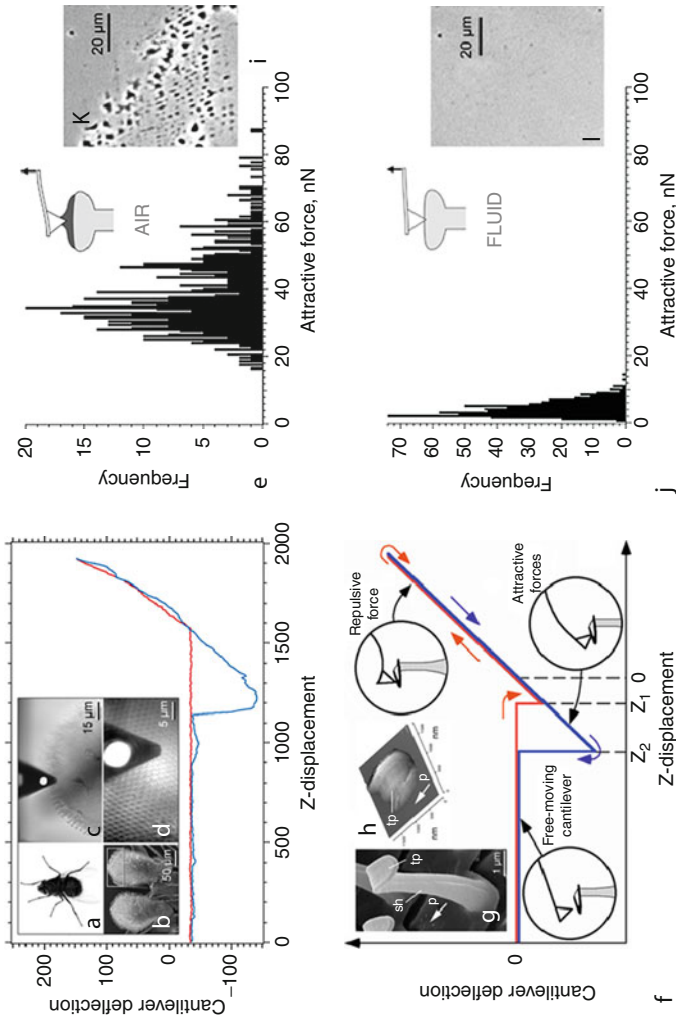 a
b
50 µm
c
15 µm
d
5 µm
Cantilever deflection
200
100
0
−100
0
500
1000
1500
2000
Z-displacement
e
Frequency
20
15
10
5
0
0
20
40
60
80
100
Attractive force, nN
AIR
K
20 µm
i
f
Cantilever deflection
0
Free-moving cantilever
g
sh
tp
p
1 µm
h
tp
p
nm
nm
Repulsive force
Attractive forces
Z2
Z1
0
Z-displacement
j
Frequency
70
60
50
40
30
20
10
0
0
20
40
60
80
100
Attractive force, nN
FLUID
l
20 µm